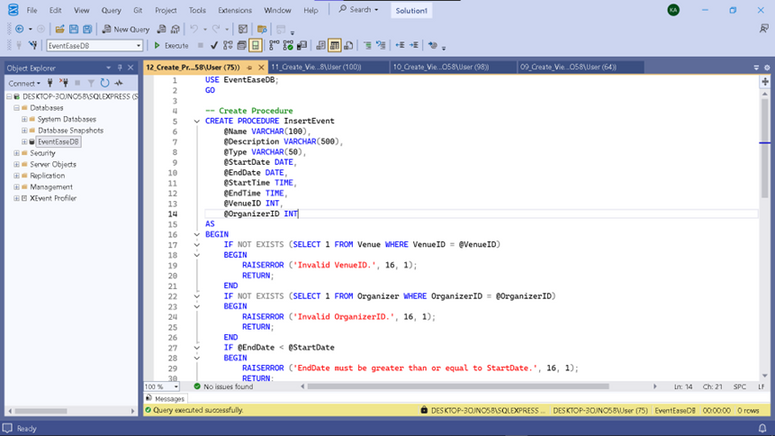 File Edit View Query Git Project Tools Extensions Window Help Search Solution1 KA
New Query
EventEaseDB Execute
Object Explorer
Connect
DESKTOP-3OJNO58\SQLEXPRESS (S
Databases
System Databases
Database Snapshots
EventEaseDB
Security
Server Objects
Replication
Management
XEvent Profiler
12_Create_Pr...58\User (75)) 11_Create_Vie...8\User (100)) 10_Create_Vie...O58\User (98)) 09_Create_Vie...O58\User (64))
1 USE EventEaseDB;
2 GO
3
4 -- Create Procedure
5 CREATE PROCEDURE InsertEvent
6 @Name VARCHAR(100),
7 @Description VARCHAR(500),
8 @Type VARCHAR(50),
9 @StartDate DATE,
10 @EndDate DATE,
11 @StartTime TIME,
12 @EndTime TIME,
13 @VenueID INT,
14 @OrganizerID INT
15 AS
16 BEGIN
17 IF NOT EXISTS (SELECT 1 FROM Venue WHERE VenueID = @VenueID)
18 BEGIN
19 RAISERROR ('Invalid VenueID.', 16, 1);
20 RETURN;
21 END
22 IF NOT EXISTS (SELECT 1 FROM Organizer WHERE OrganizerID = @OrganizerID)
23 BEGIN
24 RAISERROR ('Invalid OrganizerID.', 16, 1);
25 RETURN;
26 END
27 IF @EndDate < @StartDate
28 BEGIN
29 RAISERROR ('EndDate must be greater than or equal to StartDate.', 16, 1);
30 RETURN;
100 % No issues found Ln: 14 Ch: 21 SPC LF
Messages
Query executed successfully. DESKTOP-3OJNO58\SQLEXPRESS ... DESKTOP-3OJNO58\User (75) EventEaseDB 00:00:00 0 rows
Ready